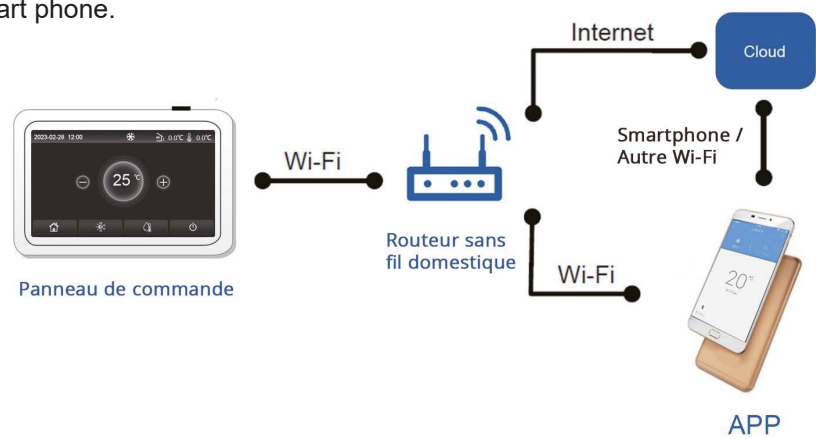 art phone.
Internet
Cloud
2023-02-28 12:00
0.0℃ 0.0℃
25 ℃
Wi-Fi
Smartphone /
Autre Wi-Fi
Routeur sans
fil domestique
Panneau de commande
Wi-Fi
20
APP